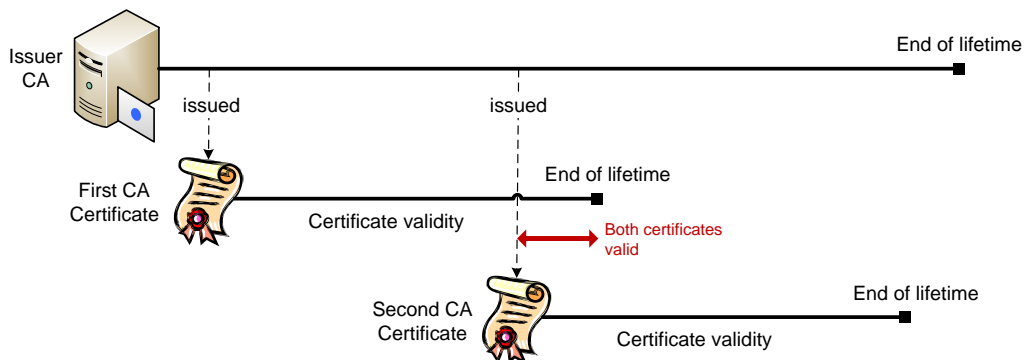 Issuer
CA
End of lifetime
issued
issued
First CA
Certificate
End of lifetime
Certificate validity
Both certificates
valid
Second CA
Certificate
End of lifetime
Certificate validity